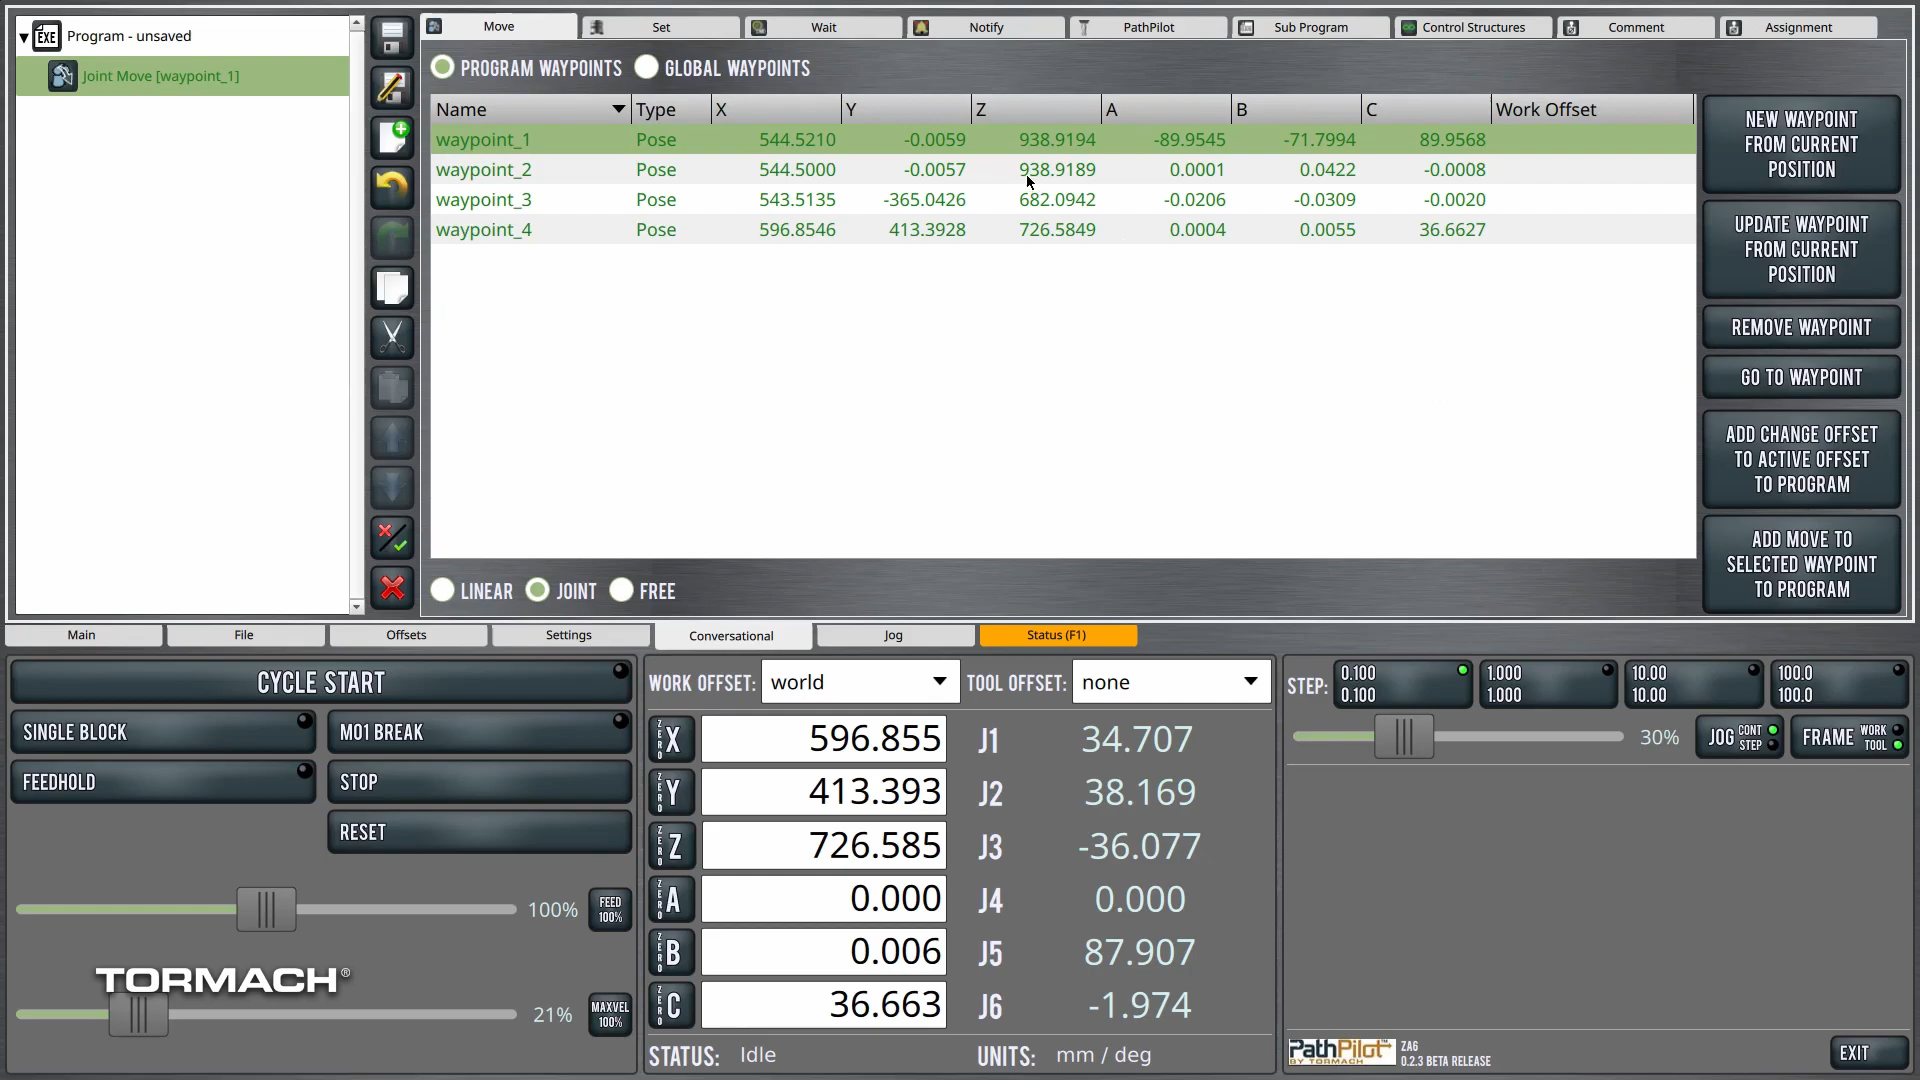 EXE Program - unsaved
Joint Move [waypoint_1]
Move Set Wait Notify PathPilot Sub Program Control Structures Comment Assignment
PROGRAM WAYPOINTS GLOBAL WAYPOINTS
Name Type X Y Z A B C Work Offset
waypoint_1 Pose 544.5210 -0.0059 938.9194 -89.9545 -71.7994 89.9568
waypoint_2 Pose 544.5000 -0.0057 938.9189 0.0001 0.0422 -0.0008
waypoint_3 Pose 543.5135 -365.0426 682.0942 -0.0206 -0.0309 -0.0020
waypoint_4 Pose 596.8546 413.3928 726.5849 0.0004 0.0055 36.6627
NEW WAYPOINT
FROM CURRENT
POSITION
UPDATE WAYPOINT
FROM CURRENT
POSITION
REMOVE WAYPOINT
GO TO WAYPOINT
ADD CHANGE OFFSET
TO ACTIVE OFFSET
TO PROGRAM
ADD MOVE TO
SELECTED WAYPOINT
TO PROGRAM
LINEAR JOINT FREE
Main File Offsets Settings Conversational Jog Status (F1)
CYCLE START
SINGLE BLOCK M01 BREAK
FEEDHOLD STOP
RESET
100% FEED
100%
TORMACH®
21% MAXVEL
100%
WORK OFFSET: world TOOL OFFSET: none
ZERO X 596.855 J1 34.707
ZERO Y 413.393 J2 38.169
ZERO Z 726.585 J3 -36.077
ZERO A 0.000 J4 0.000
ZERO B 0.006 J5 87.907
ZERO C 36.663 J6 -1.974
STATUS: Idle UNITS: mm / deg
STEP: 0.100 1.000 10.00 100.0
0.100 1.000 10.00 100.0
30% JOG CONT STEP FRAME WORK TOOL
PathPilot™ ZA6
BY TORMACH 0.2.3 BETA RELEASE
EXIT